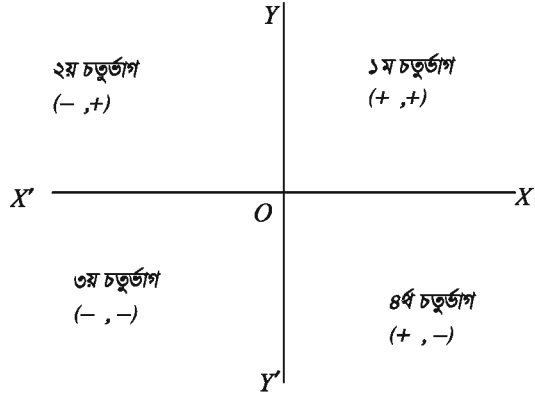 Y
২য় চতুর্ভাগ
(– ,+)
১ম চতুর্ভাগ
(+ ,+)
X′
X
O
৩য় চতুর্ভাগ
(– , –)
৪র্থ চতুর্ভাগ
(+ , –)
Y′